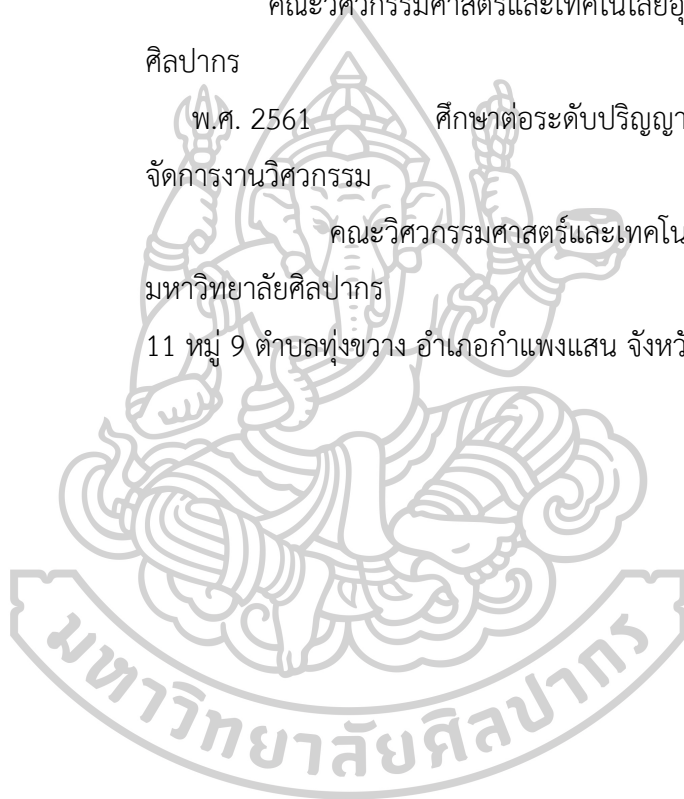 คณะวิศวกรรมศาสตร์และเทคโนโลยีอุ
ศิลปากร
พ.ศ. 2561 ศึกษาต่อระดับปริญญา
จัดการงานวิศวกรรม
คณะวิศวกรรมศาสตร์และเทคโน
มหาวิทยาลัยศิลปากร
11 หมู่ 9 ตำบลทุ่งขวาง อำเภอกำแพงแสน จังหวั
มหาวิทยาลัยศิลปากร